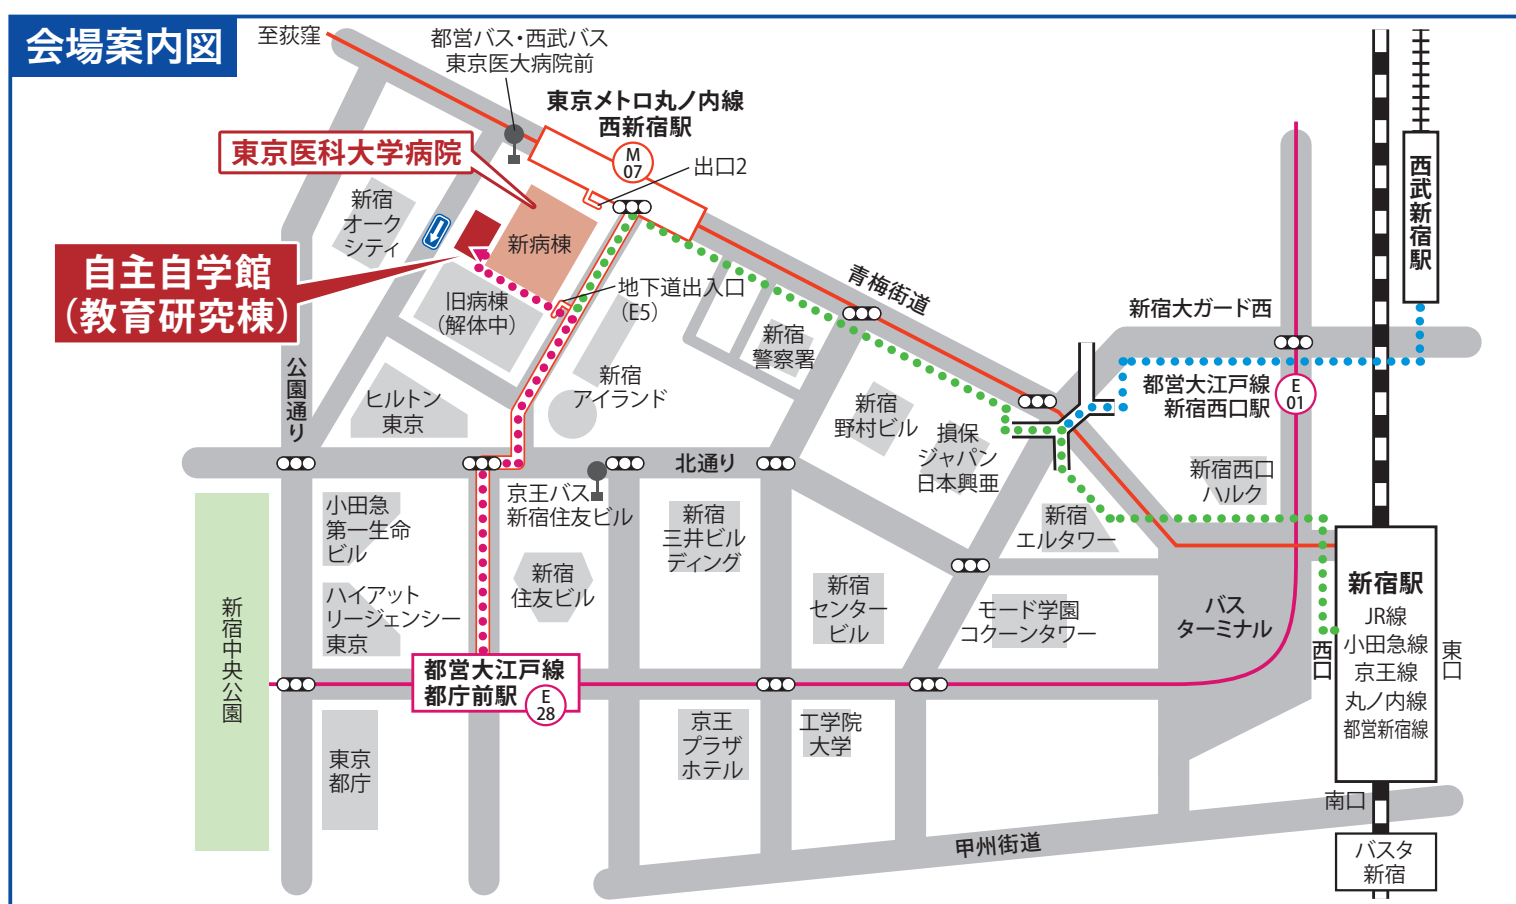 会場案内図
至荻窪
都営バス・西武バス
東京医大病院前
東京メトロ丸ノ内線
西新宿駅
M
07
出口2
東京医科大学病院
新宿
オーク
シティ
新病棟
自主自学館
(教育研究棟)
旧病棟
(解体中)
地下道出入口
(E5)
青梅街道
新宿
警察署
新宿大ガード西
西武新宿駅
都営大江戸線
新宿西口駅
E
01
公園通り
ヒルトン
東京
新宿
アイランド
新宿
野村ビル
損保
ジャパン
日本興亜
新宿西口
ハルク
北通り
京王バス
新宿住友ビル
小田急
第一生命
ビル
新宿
三井ビル
ディング
新宿
エルタワー
新宿
住友ビル
ハイアット
リージェンシー
東京
新宿
センター
ビル
モード学園
コクーンタワー
バス
ターミナル
新宿駅
JR線
小田急線
京王線
丸ノ内線
都営新宿線
西口
東口
新宿中央公園
都営大江戸線
都庁前駅
E
28
東京
都庁
京王
プラザ
ホテル
工学院
大学
南口
甲州街道
バスタ
新宿